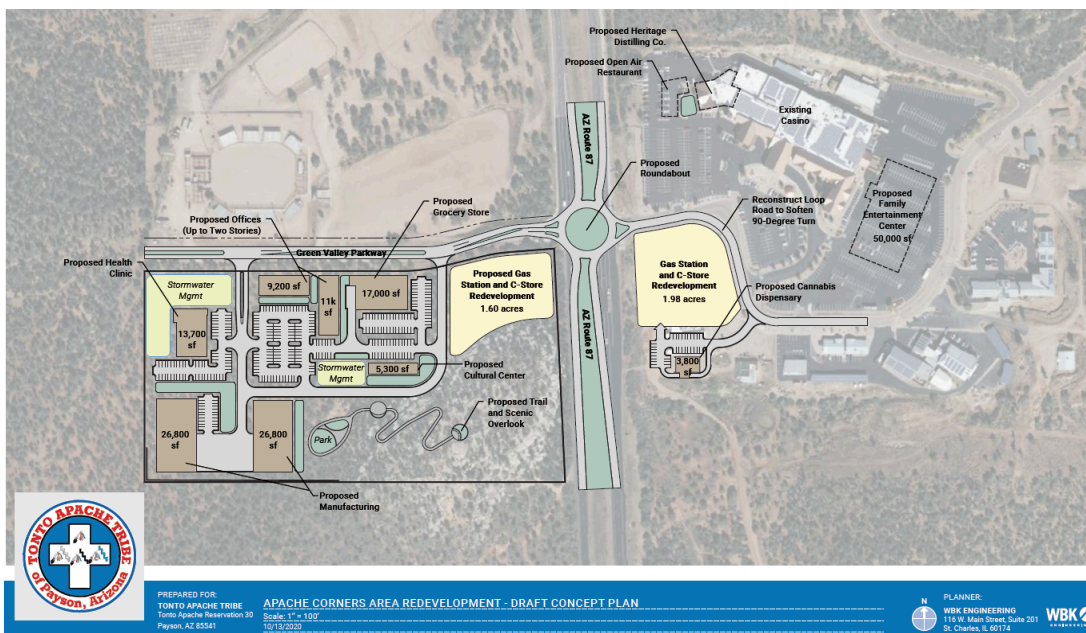 Proposed Heritage
Distilling Co.
Proposed Open Air
Restaurant
Existing
Casino
AZ Route 87
Proposed
Roundabout
Reconstruct Loop
Road to Soften
90-Degree Turn
Proposed
Family
Entertainment
Center
50,000 sf
Proposed
Grocery Store
Proposed Offices
(Up to Two Stories)
Green Valley Parkway
Proposed Health
Clinic
Stormwater
Mgmt
9,200 sf
11k
sf
17,000 sf
Proposed Gas
Station and C-Store
Redevelopment
1.60 acres
Gas Station
and C-Store
Redevelopment
1.98 acres
Proposed Cannabis
Dispensary
13,700
sf
AZ Route 87
3,800
sf
Stormwater
Mgmt
5,300 sf
Proposed
Cultural Center
Proposed Trail
and Scenic
Overlook
26,800
sf
26,800
sf
Park
Proposed
Manufacturing
TONTO APACHE TRIBE
of Payson, Arizona
PREPARED FOR:
TONTO APACHE TRIBE
Tonto Apache Reservation 30
Payson, AZ 85541
APACHE CORNERS AREA REDEVELOPMENT - DRAFT CONCEPT PLAN
Scale: 1" = 100'
10/13/2020
N
PLANNER:
WBK ENGINEERING
116 W. Main Street, Suite 201
St. Charles, IL 60174
WBK